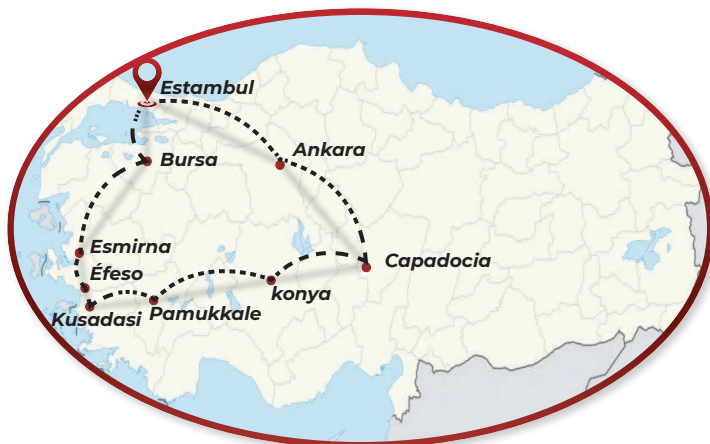 Estambul
Ankara
Bursa
Esmirna
Capadocia
Éfeso
konya
Kusadasi
Pamukkale